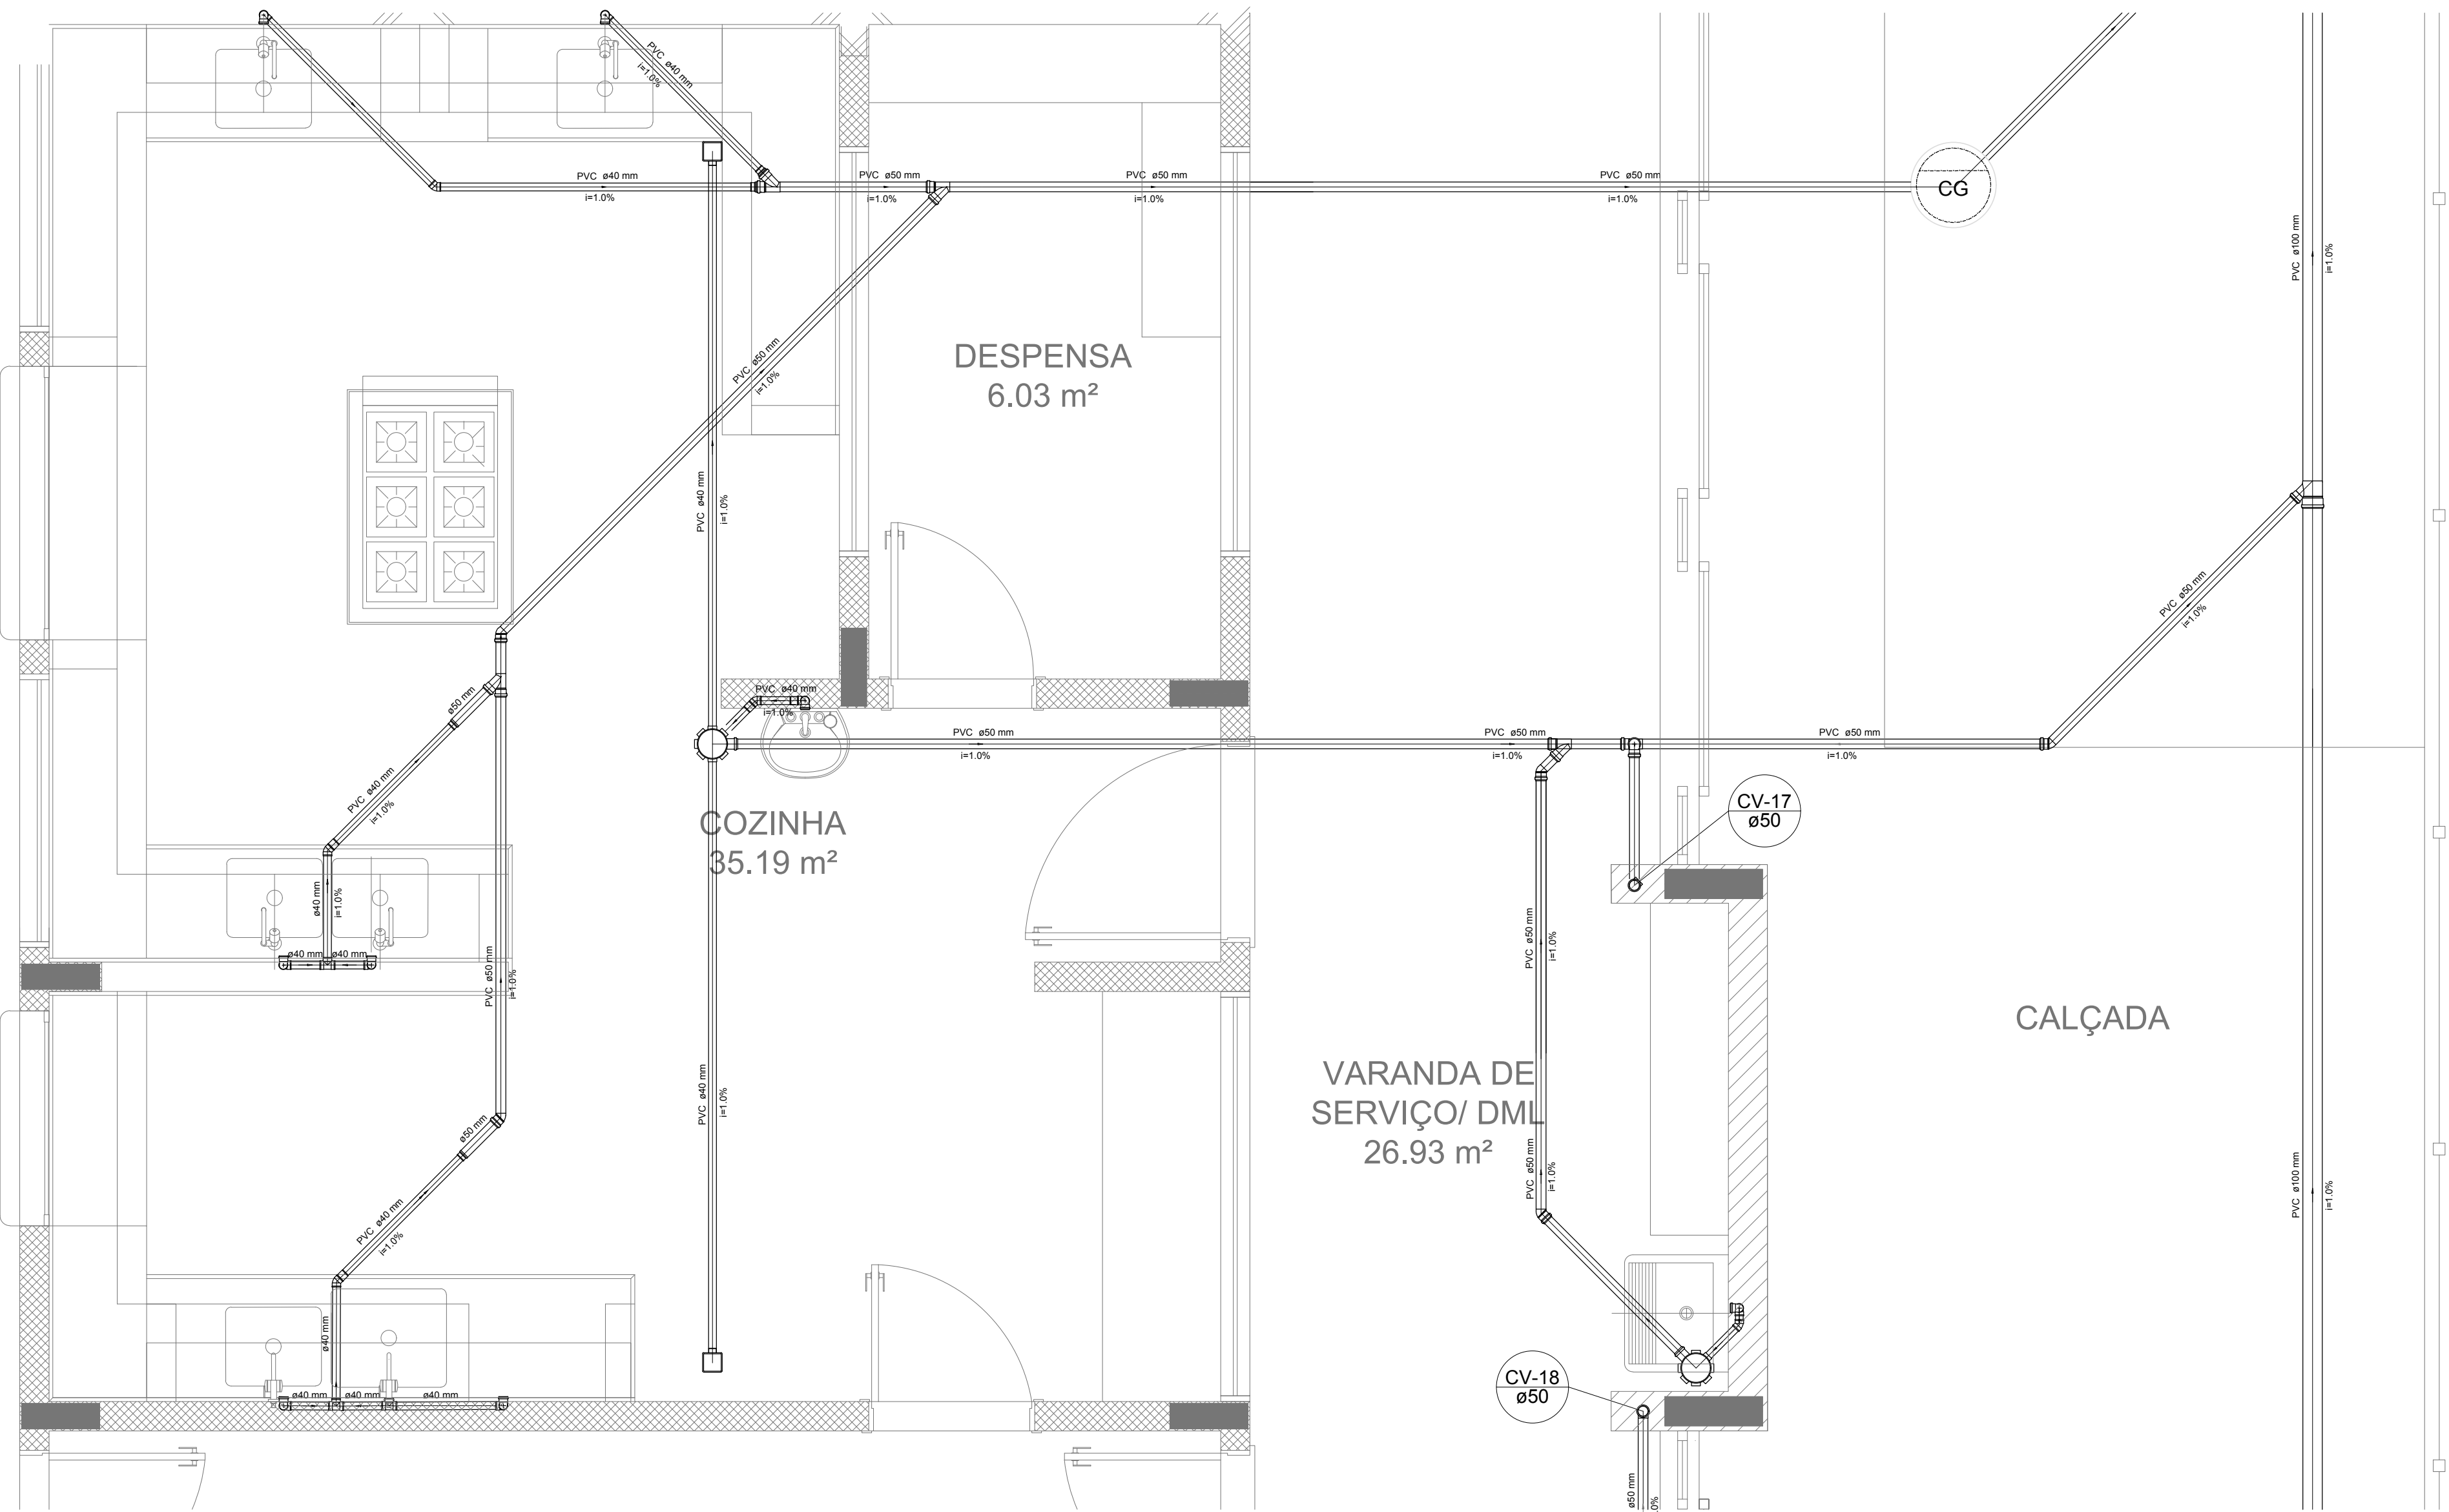 PVC ø40 mm
i=1.0%
PVC ø40 mm
i=1.0%
PVC ø50 mm
i=1.0%
PVC ø50 mm
i=1.0%
PVC ø50 mm
i=1.0%
CG
PVC ø100 mm
i=1.0%
DESPENSA
6.03 m²
PVC ø50 mm
i=1.0%
PVC ø40 mm
i=1.0%
PVC ø50 mm
i=1.0%
ø50 mm
PVC ø40 mm
i=1.0%
PVC ø50 mm
i=1.0%
PVC ø50 mm
i=1.0%
PVC ø50 mm
i=1.0%
PVC ø40 mm
i=1.0%
COZINHA
35.19 m²
CV-17
ø50
ø40 mm
i=1.0%
ø40 mm
ø40 mm
PVC ø50 mm
i=1.0%
PVC ø50 mm
i=1.0%
CALÇADA
VARANDA DE
SERVIÇO/ DML
26.93 m²
PVC ø40 mm
i=1.0%
ø50 mm
PVC ø50 mm
i=1.0%
PVC ø100 mm
i=1.0%
PVC ø40 mm
i=1.0%
ø40 mm
ø40 mm
ø40 mm
ø40 mm
CV-18
ø50
ø50 mm